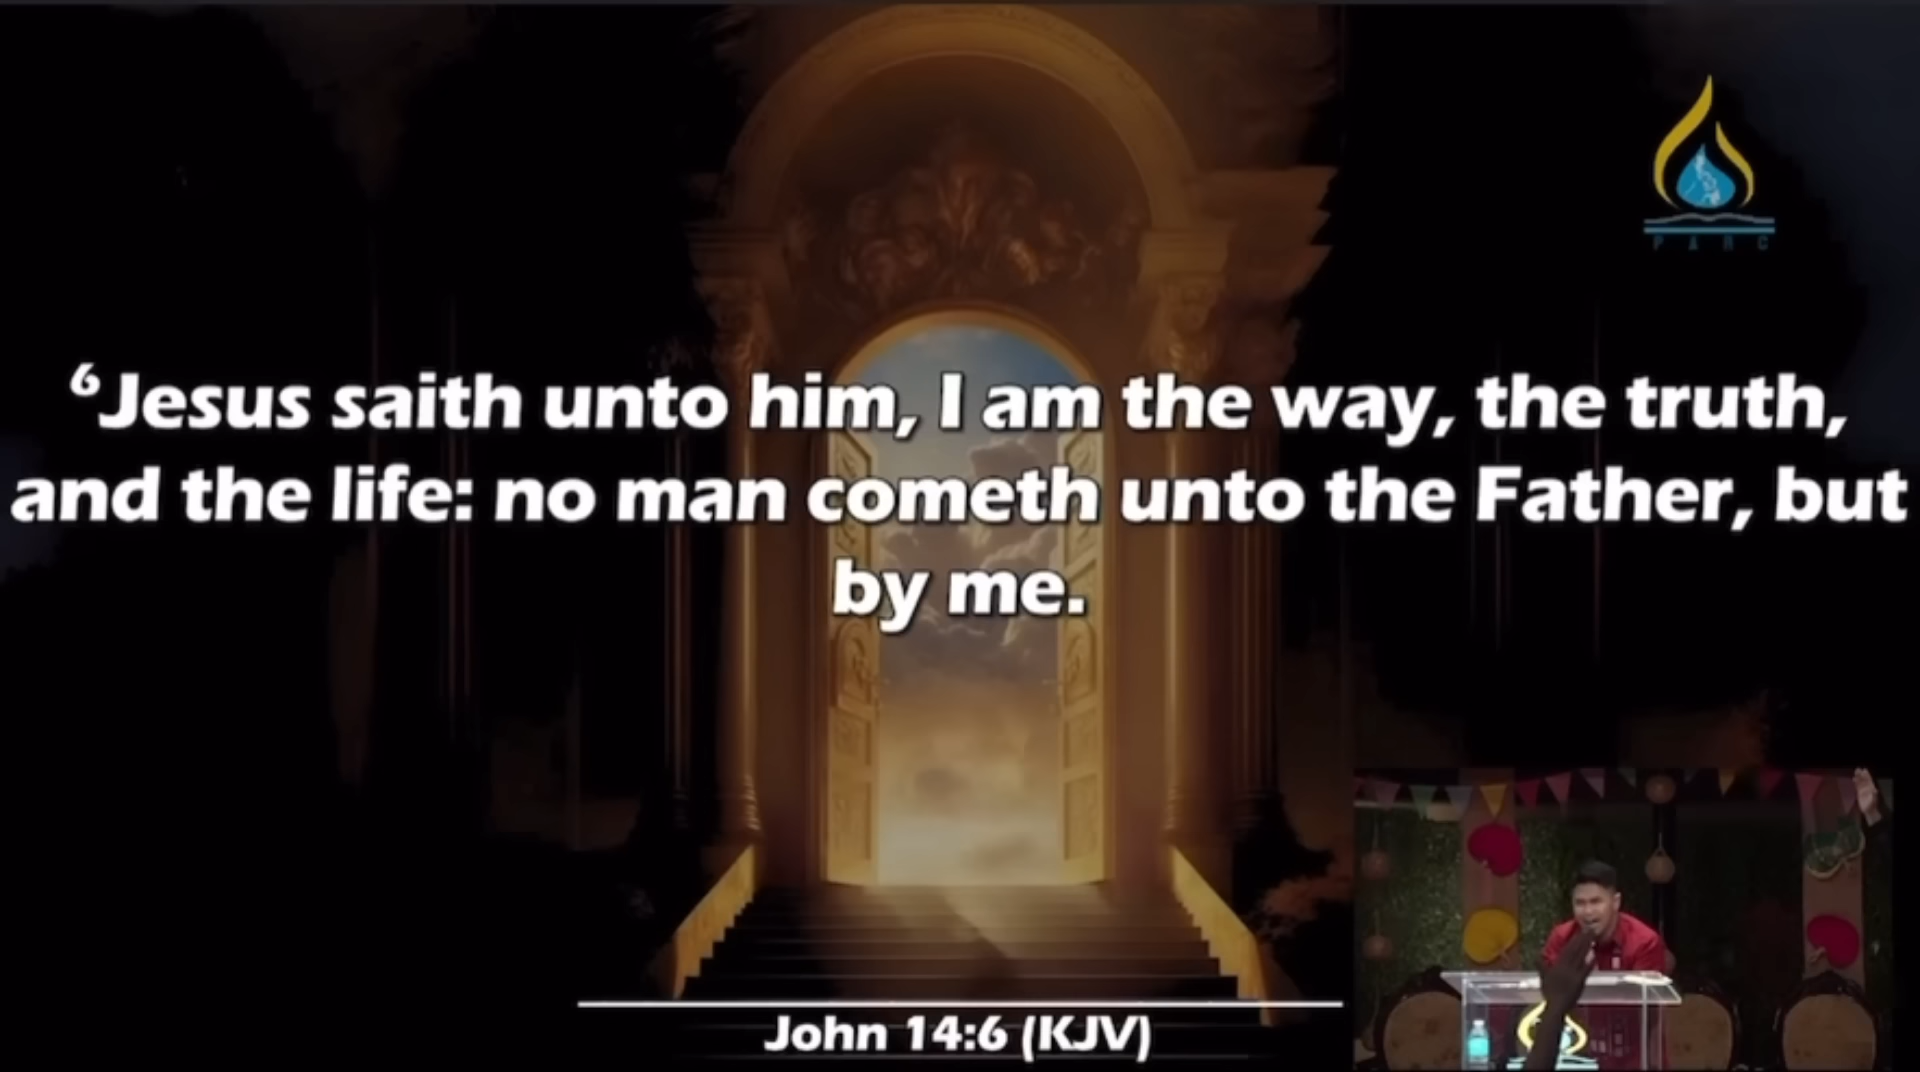 PARC
⁶Jesus saith unto him, I am the way, the truth,
and the life: no man cometh unto the Father, but
by me.
John 14:6 (KJV)